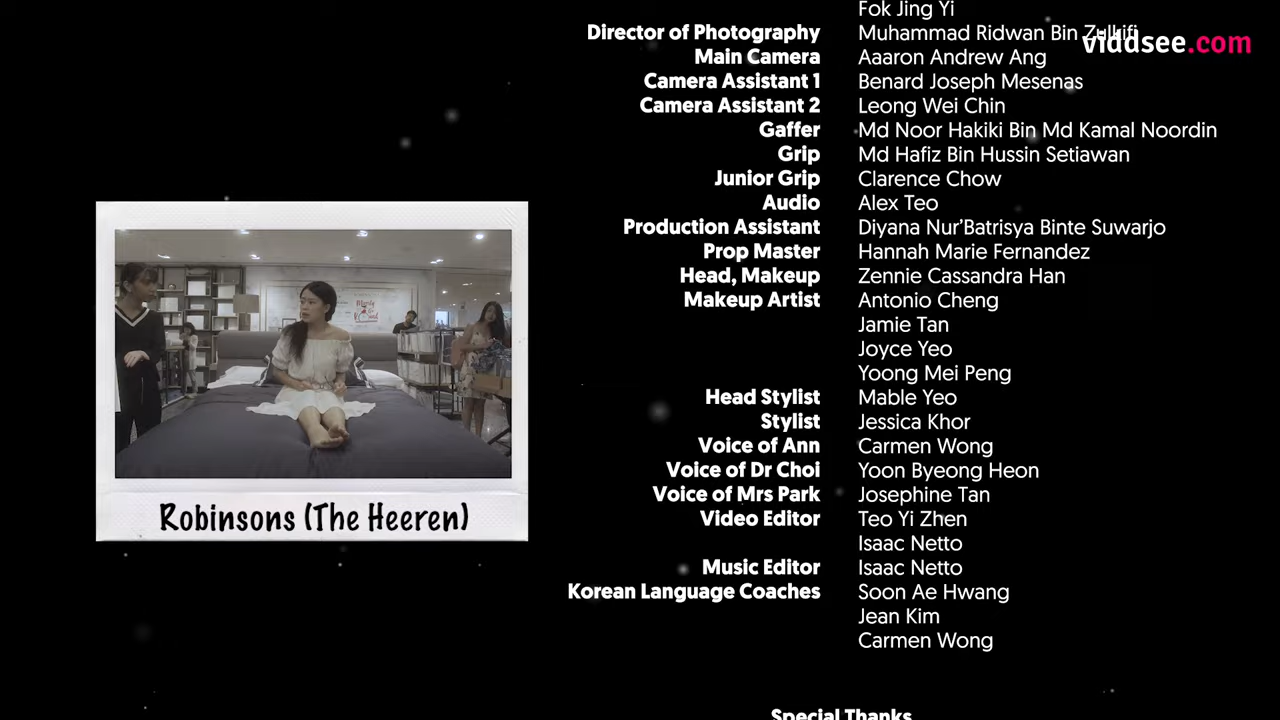 Fok Jing Yi
Director of Photography Muhammad Ridwan Bin Zulkifi
viddsee.com
Main Camera Aaaron Andrew Ang
Camera Assistant 1 Benard Joseph Mesenas
Camera Assistant 2 Leong Wei Chin
Gaffer Md Noor Hakiki Bin Md Kamal Noordin
Grip Md Hafiz Bin Hussin Setiawan
Junior Grip Clarence Chow
Audio Alex Teo
Production Assistant Diyana Nur’Batrisya Binte Suwarjo
Prop Master Hannah Marie Fernandez
Head, Makeup Zennie Cassandra Han
Makeup Artist Antonio Cheng
Jamie Tan
Joyce Yeo
Yoong Mei Peng
Head Stylist Mable Yeo
Stylist Jessica Khor
Voice of Ann Carmen Wong
Voice of Dr Choi Yoon Byeong Heon
Voice of Mrs Park Josephine Tan
Video Editor Teo Yi Zhen
Isaac Netto
Music Editor Isaac Netto
Korean Language Coaches Soon Ae Hwang
Jean Kim
Carmen Wong
Special Thanks
Robinsons (The Heeren)